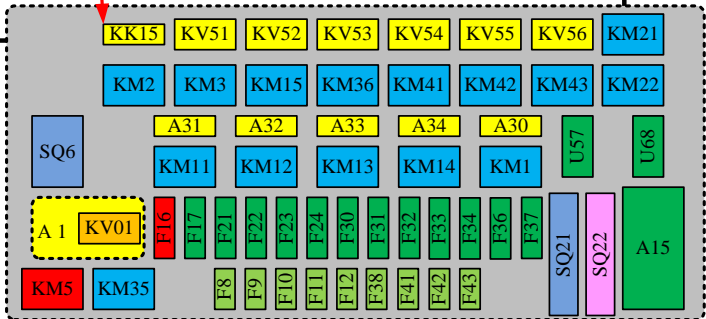 KK15 KV51 KV52 KV53 KV54 KV55 KV56 KM21
KM2 KM3 KM15 KM36 KM41 KM42 KM43 KM22
A31 A32 A33 A34 A30
SQ6 KM11 KM12 KM13 KM14 KM1 U57 U68
A 1 KV01 F16 F17 F21 F22 F23 F24 F30 F31 F32 F33 F34 F36 F37 SQ21 SQ22 A15
KM5 KM35 F8 F9 F10 F11 F12 F38 F41 F42 F43